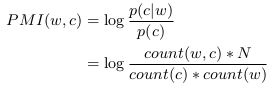 PMI(w, c) = log p(c|w) / p(c)
= log count(w, c) * N / count(c) * count(w)